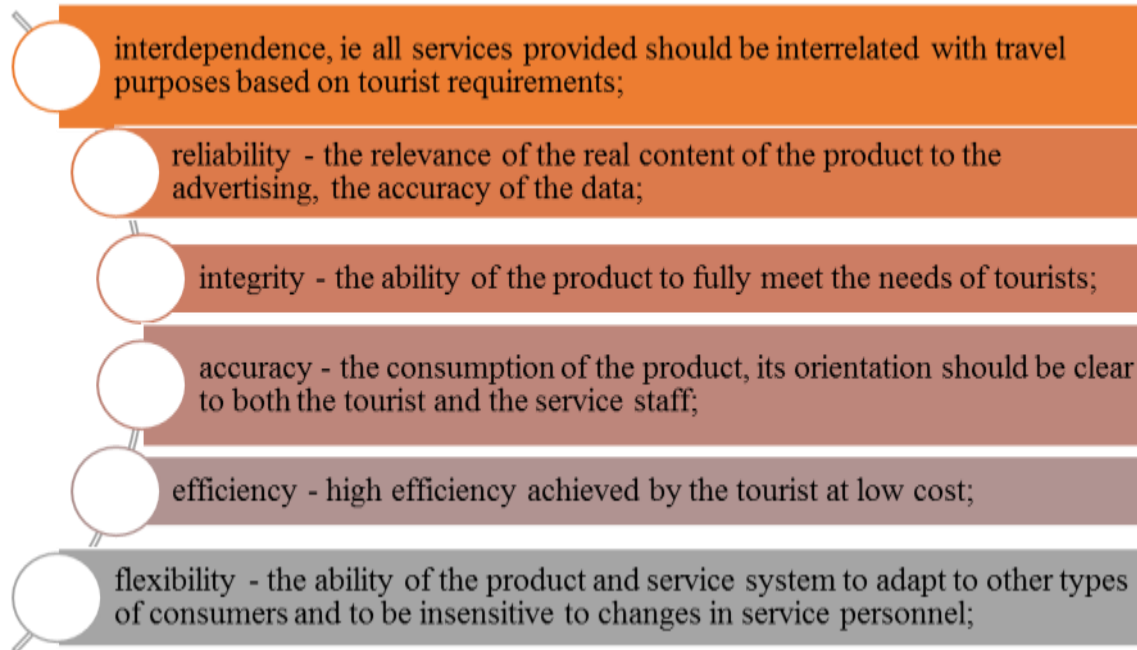 interdependence, ie all services provided should be interrelated with travel
purposes based on tourist requirements;
reliability - the relevance of the real content of the product to the
advertising, the accuracy of the data;
integrity - the ability of the product to fully meet the needs of tourists;
accuracy - the consumption of the product, its orientation should be clear
to both the tourist and the service staff;
efficiency - high efficiency achieved by the tourist at low cost;
flexibility - the ability of the product and service system to adapt to other types
of consumers and to be insensitive to changes in service personnel;